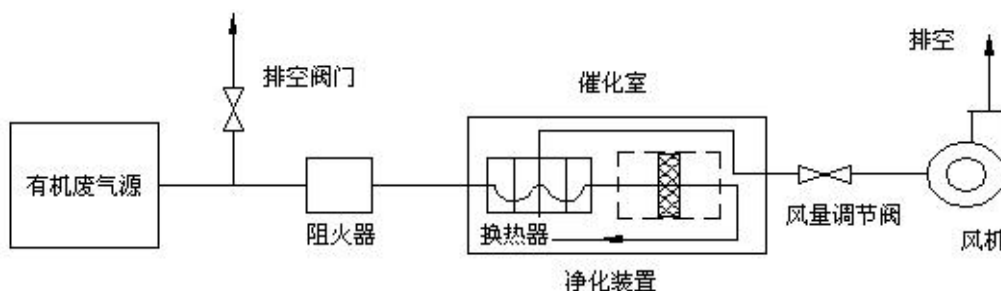 排空
排空阀门
催化室
有机废气源
阻火器
换热器
风量调节阀
风机
净化装置